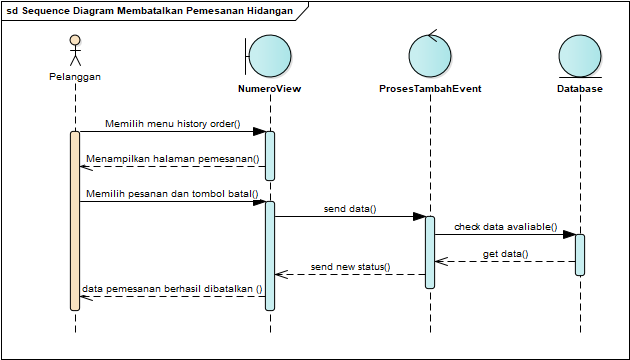 sd Sequence Diagram Membatalkan Pemesanan Hidangan
Pelanggan
NumeroView
ProsesTambahEvent
Database
Memilih menu history order()
Menampilkan halaman pemesanan()
Memilih pesanan dan tombol batal()
send data()
check data avaliable()
get data()
send new status()
data pemesanan berhasil dibatalkan ()